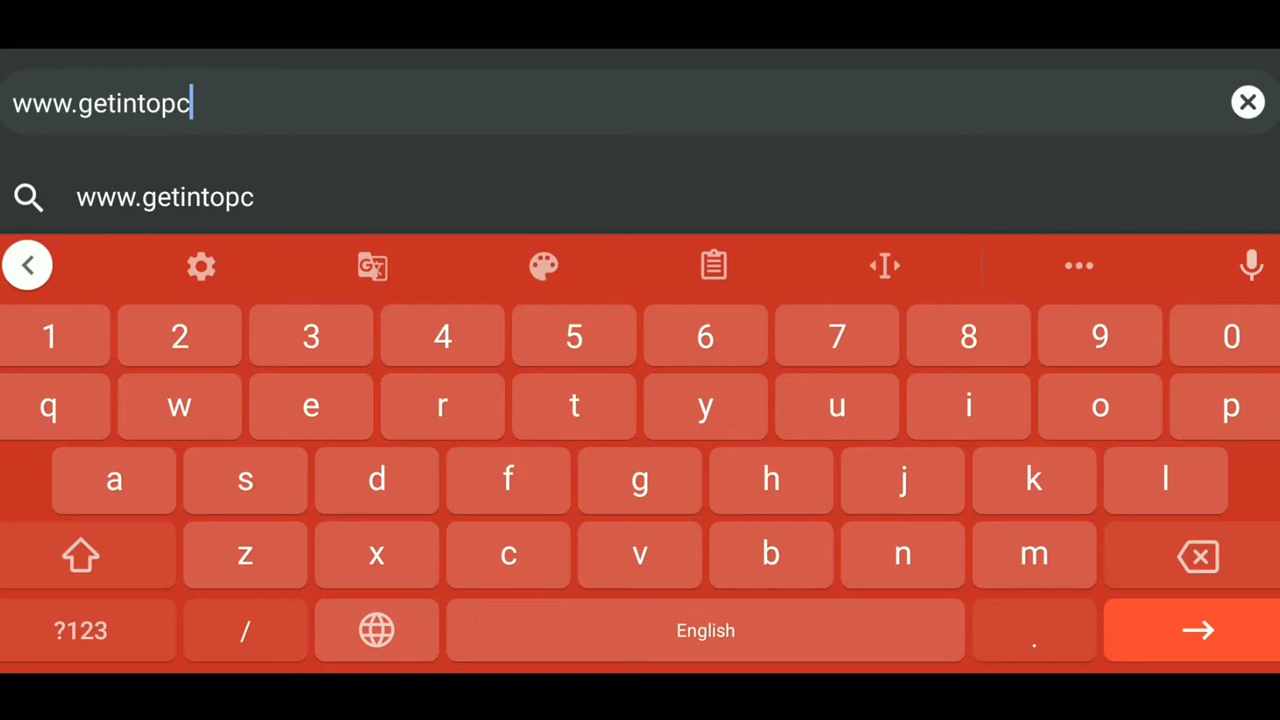 www.getintopc
www.getintopc
1 2 3 4 5 6 7 8 9 0
q w e r t y u i o p
a s d f g h j k l
z x c v b n m
?123 / English .